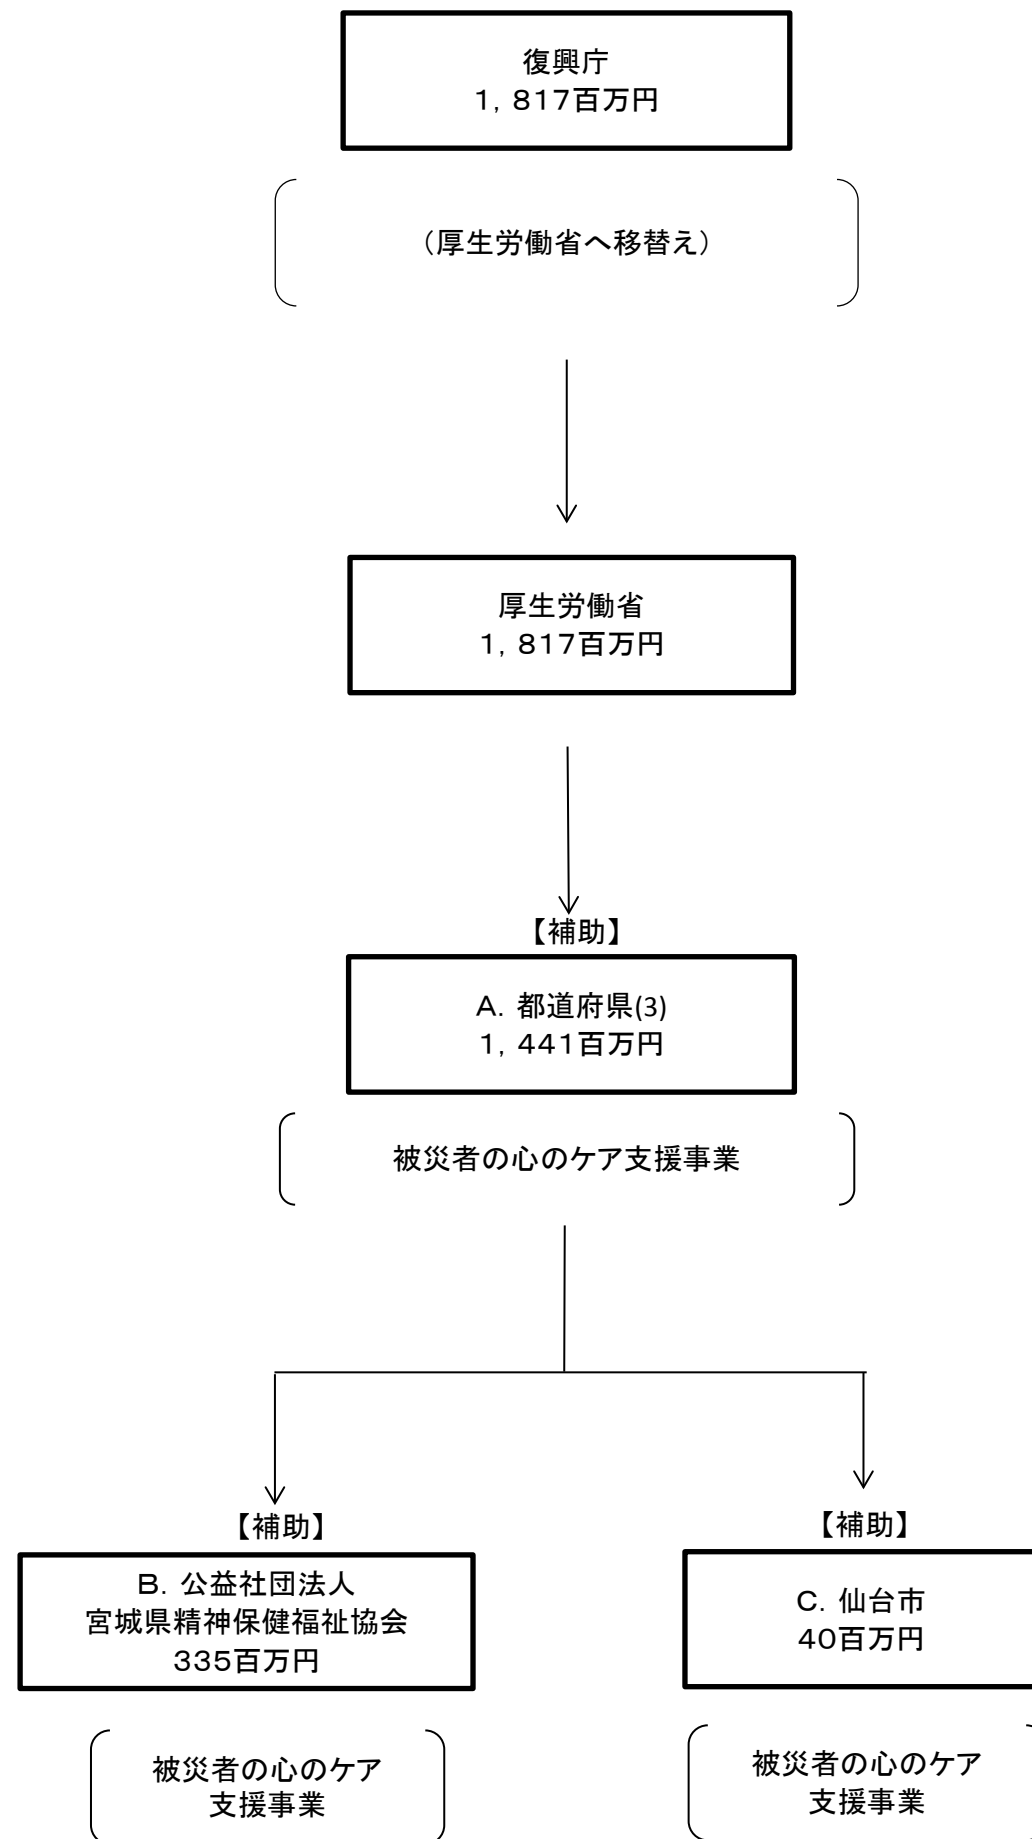 復興庁
１，８１７百万円
（厚生労働省へ移替え）
厚生労働省
１，８１７百万円
【補助】
Ａ．都道府県(3)
１，４４１百万円
被災者の心のケア支援事業
【補助】
Ｂ．公益社団法人
宮城県精神保健福祉協会
３３５百万円
被災者の心のケア
支援事業
【補助】
Ｃ．仙台市
４０百万円
被災者の心のケア
支援事業